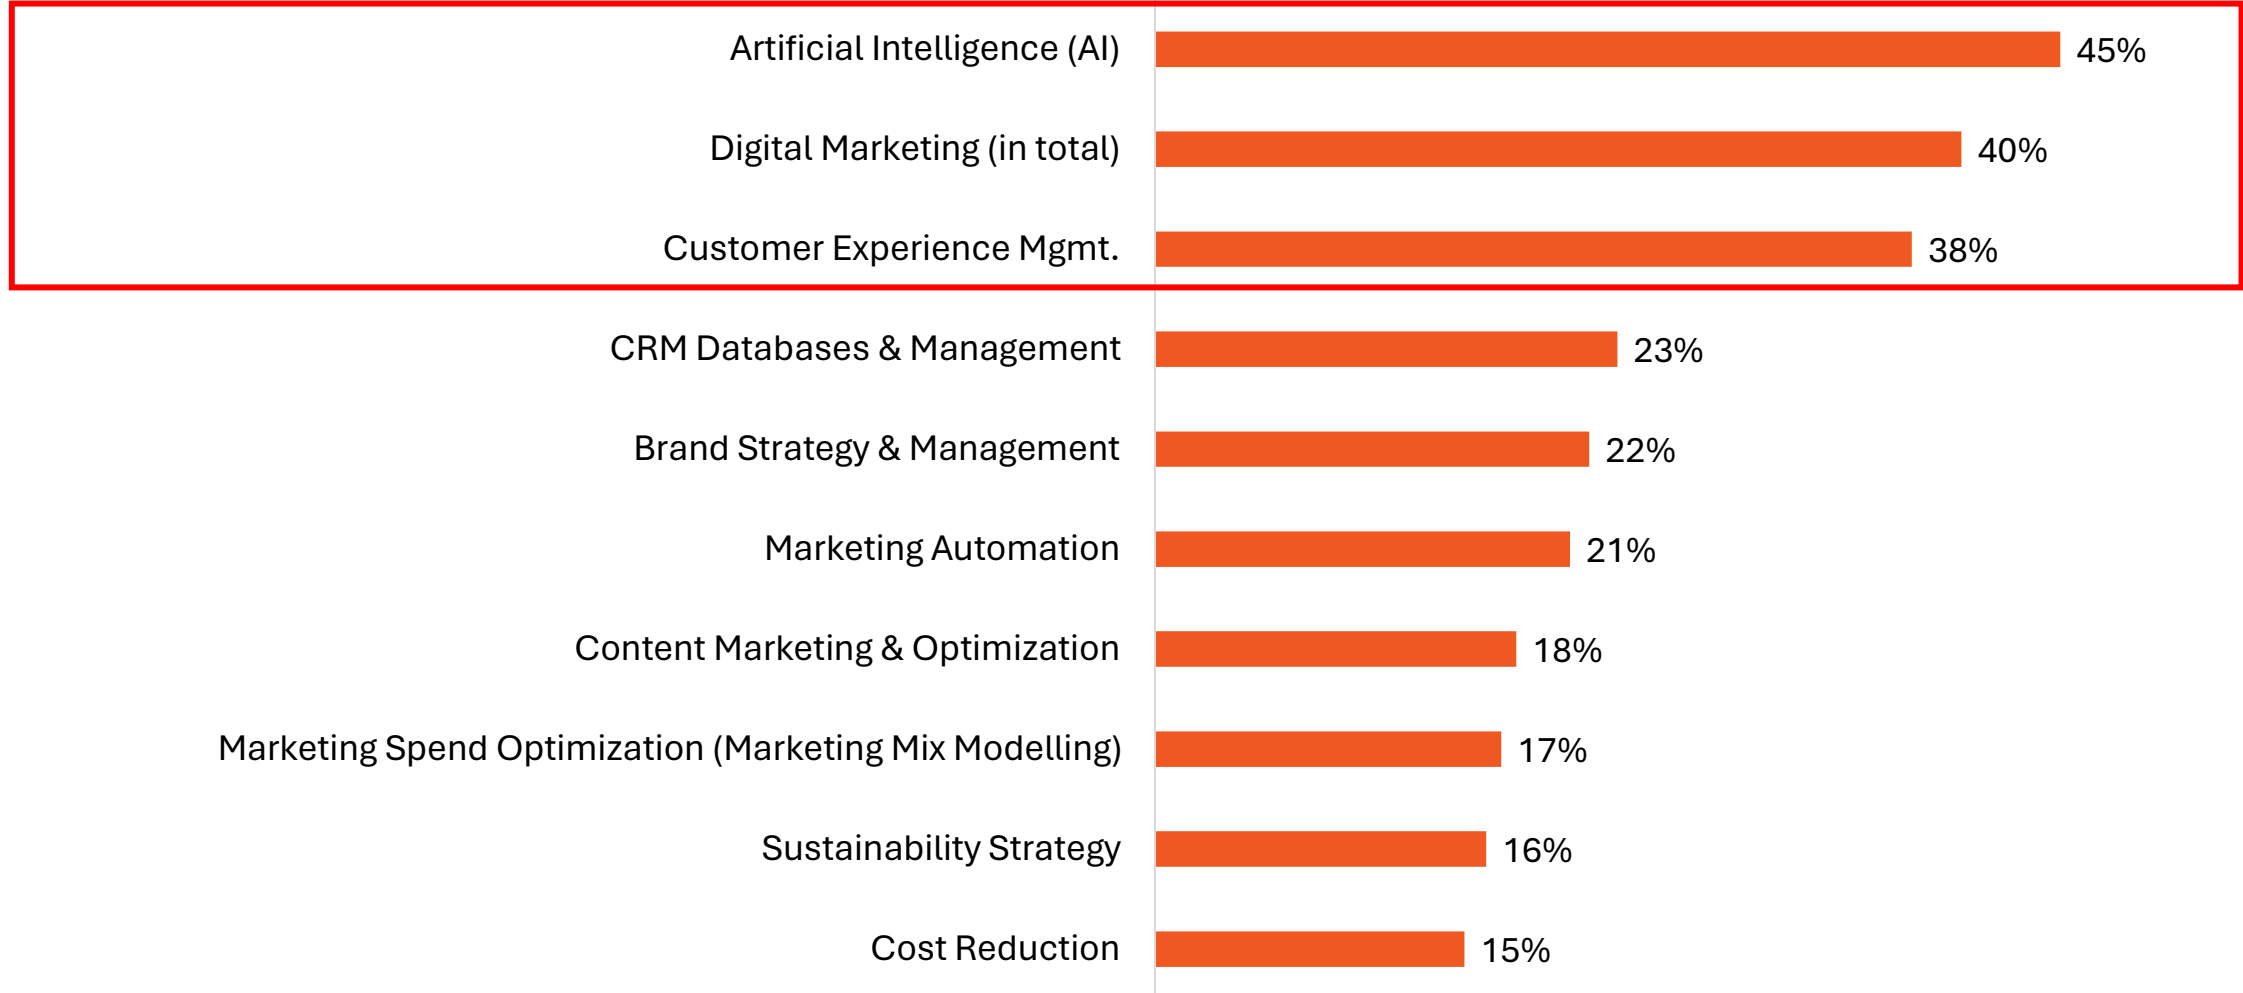 Artificial Intelligence (AI) 45%
Digital Marketing (in total) 40%
Customer Experience Mgmt. 38%
CRM Databases & Management 23%
Brand Strategy & Management 22%
Marketing Automation 21%
Content Marketing & Optimization 18%
Marketing Spend Optimization (Marketing Mix Modelling) 17%
Sustainability Strategy 16%
Cost Reduction 15%